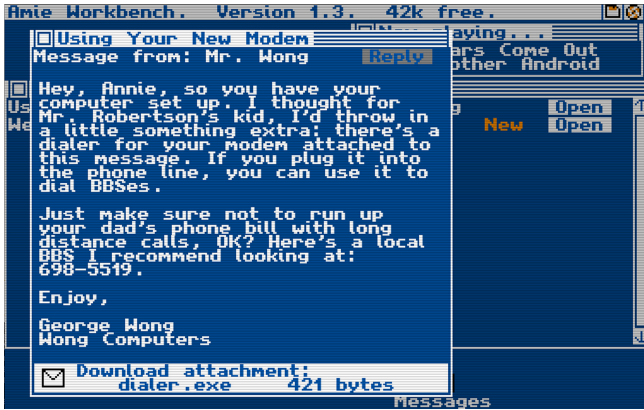 Amie Workbench. Version 1.3. 42k free.
Using Your New Modem
Message from: Mr. Wong
Reply
Hey, Annie, so you have your
computer set up. I thought for
Mr. Robertson's kid, I'd throw in
a little something extra: there's a
dialer for your modem attached to
this message. If you plug it into
the phone line, you can use it to
dial BBSes.
Just make sure not to run up
your dad's phone bill with long
distance calls, OK? Here's a local
BBS I recommend looking at:
698-5519.
Enjoy,
George Wong
Wong Computers
Download attachment:
dialer.exe 421 bytes
Come Out
Android
Open
New Open
Messages